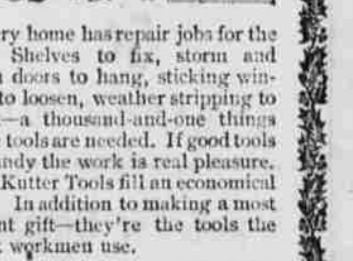 ry home has repair jobs for the
Shelves to fix, storm and
doors to hang, sticking win-
to loosen, weather stripping to
—a thousand-and-one things
tools are needed. If good tools
ndy the work is real pleasure.
Kutter Tools fill an economical
In addition to making a most
nt gift—they're the tools the
workmen use.